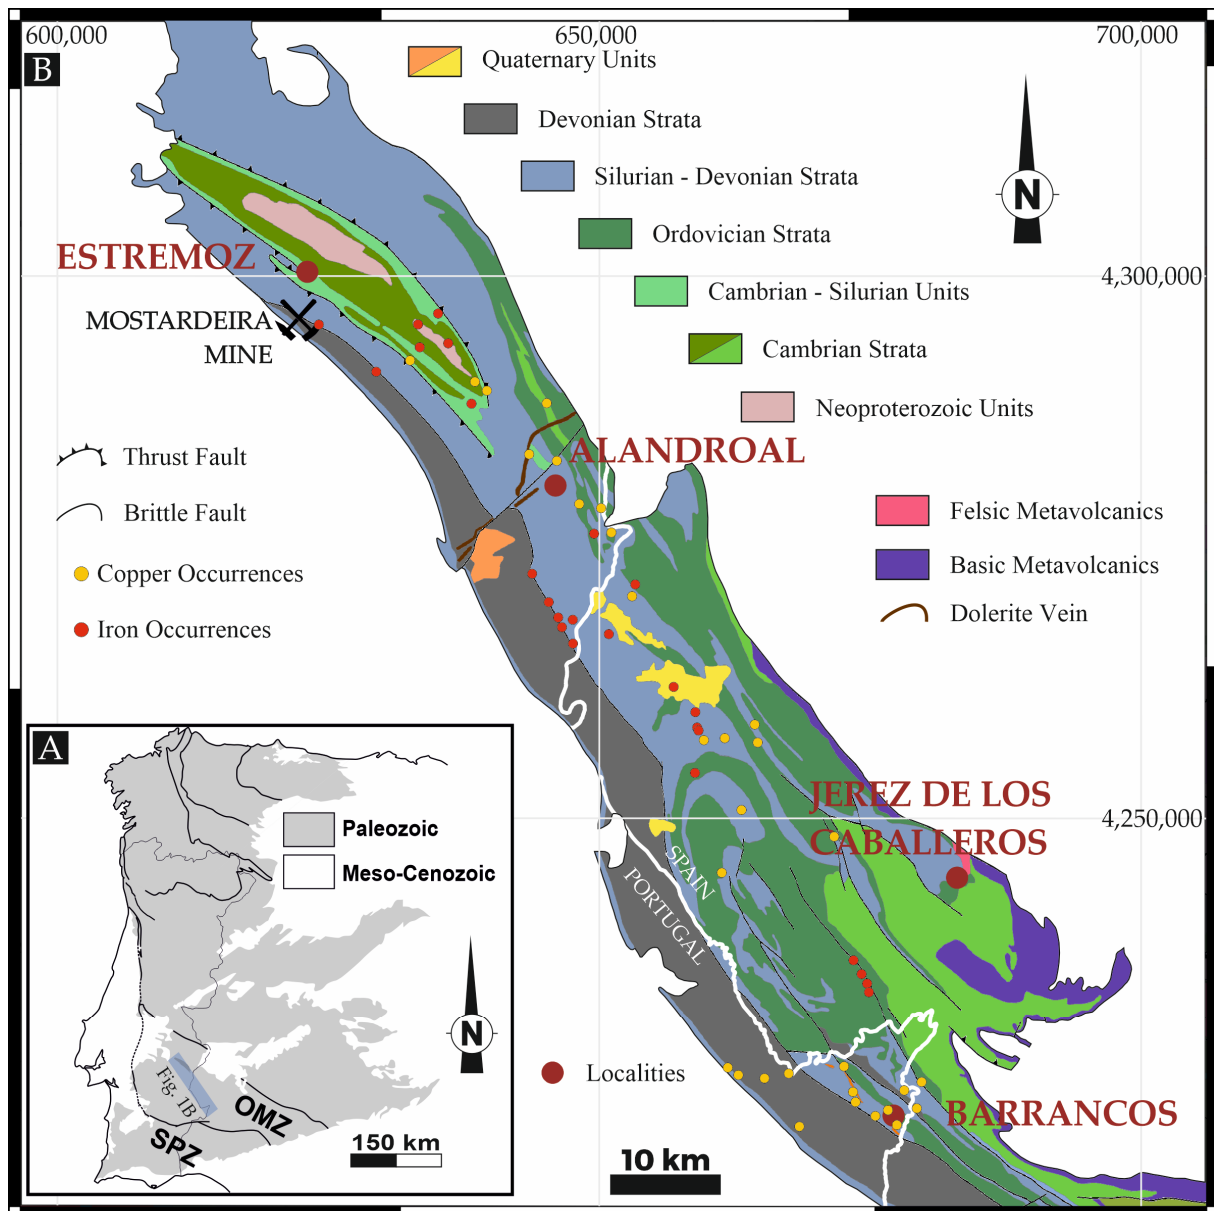 600,000
650,000
700,000
B
Quaternary Units
Devonian Strata
Silurian - Devonian Strata
N
Ordovician Strata
ESTREMOZ
4,300,000
Cambrian - Silurian Units
MOSTARDEIRA
MINE
Cambrian Strata
Neoproterozoic Units
Thrust Fault
ALANDROAL
Brittle Fault
Felsic Metavolcanics
Copper Occurrences
Basic Metavolcanics
Iron Occurrences
Dolerite Vein
A
Paleozoic
Meso-Cenozoic
JEREZ DE LOS
CABALLEROS
4,250,000
SPAIN
PORTUGAL
N
Fig. 1B
OMZ
SPZ
150 km
Localities
BARRANCOS
10 km